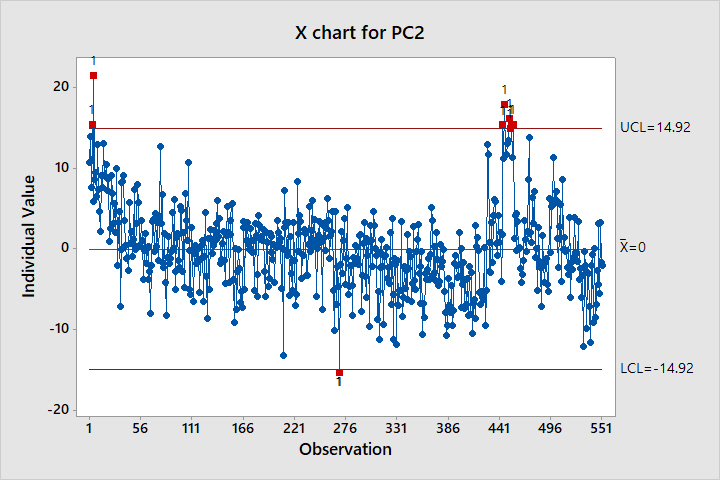 X chart for PC2
1
20
1
1
1
1
1
UCL=14.92
10
Individual Value
0
X̄=0
-10
LCL=-14.92
1
-20
1 56 111 166 221 276 331 386 441 496 551
Observation